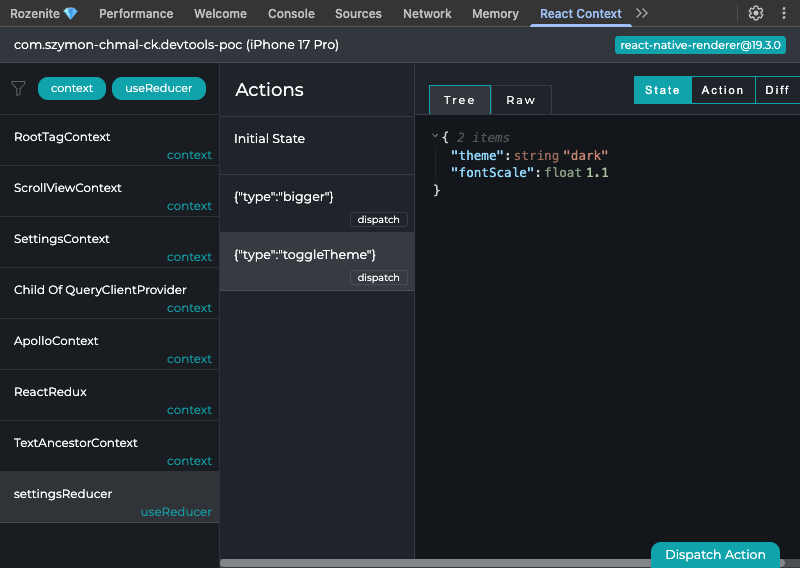 Rozenite Performance Welcome Console Sources Network Memory React Context
com.szymon-chmal-ck.devtools-poc (iPhone 17 Pro) react-native-renderer@19.3.0
context useReducer
RootTagContext
context
ScrollViewContext
context
SettingsContext
context
Child Of QueryClientProvider
context
ApolloContext
context
ReactRedux
context
TextAncestorContext
context
settingsReducer
useReducer
Actions
Initial State
{"type":"bigger"}
dispatch
{"type":"toggleTheme"}
dispatch
Tree Raw State Action Diff
{ 2 items
"theme": string "dark"
"fontScale": float 1.1
}
Dispatch Action